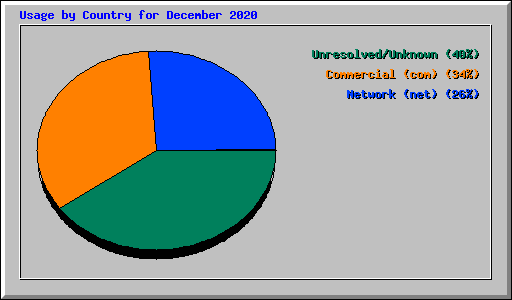 Usage by Country for December 2020
Unresolved/Unknown (40%)
Commercial (com) (34%)
Network (net) (26%)